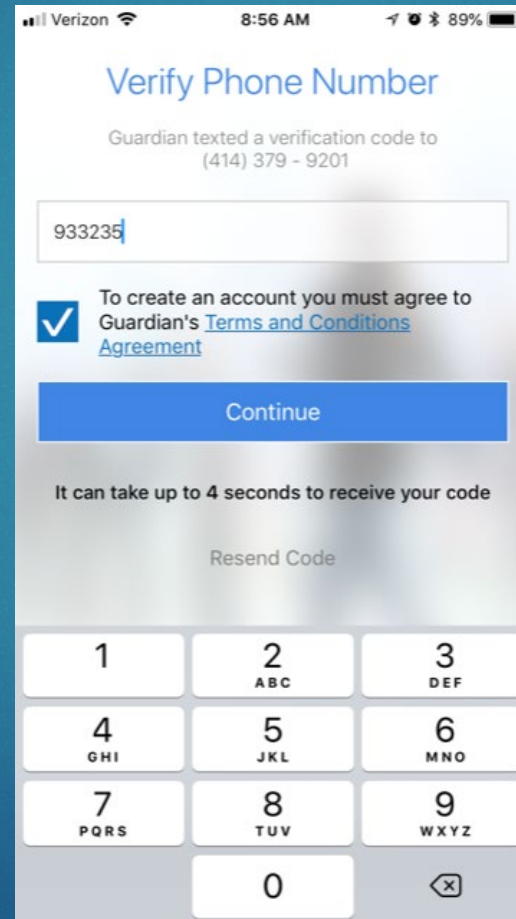 Verizon 8:56 AM 89%
Verify Phone Number
Guardian texted a verification code to
(414) 379 - 9201
933235
To create an account you must agree to
Guardian's Terms and Conditions
Agreement
Continue
It can take up to 4 seconds to receive your code
Resend Code
1 2 3
ABC DEF
4 5 6
GHI JKL MNO
7 8 9
PQRS TUV WXYZ
0